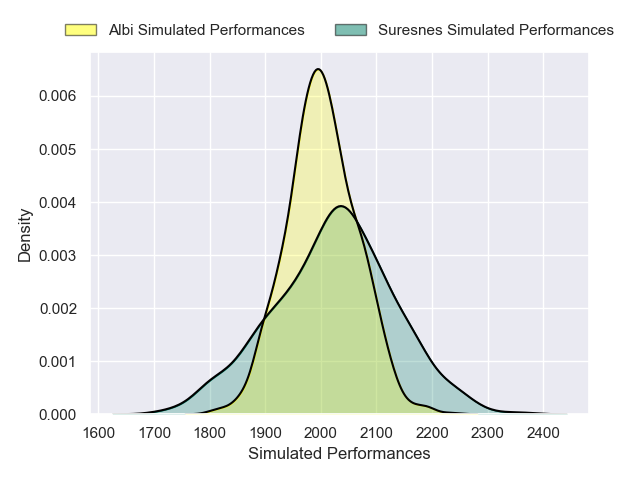 Albi Simulated Performances Suresnes Simulated Performances
0.006
0.005
0.004
0.003
0.002
0.001
0.000
Density
1600 1700 1800 1900 2000 2100 2200 2300 2400
Simulated Performances